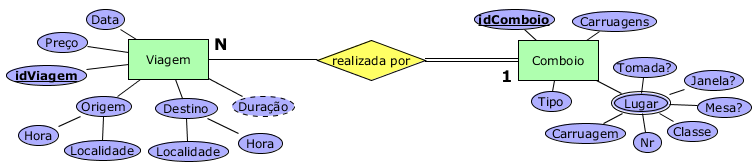 Data
Preço
idViagem
Viagem
N
Origem
Hora
Localidade
Destino
Localidade
Hora
Duração
realizada por
1
idComboio
Carruagens
Comboio
Tipo
Lugar
Tomada?
Janela?
Mesa?
Classe
Nr
Carruagem